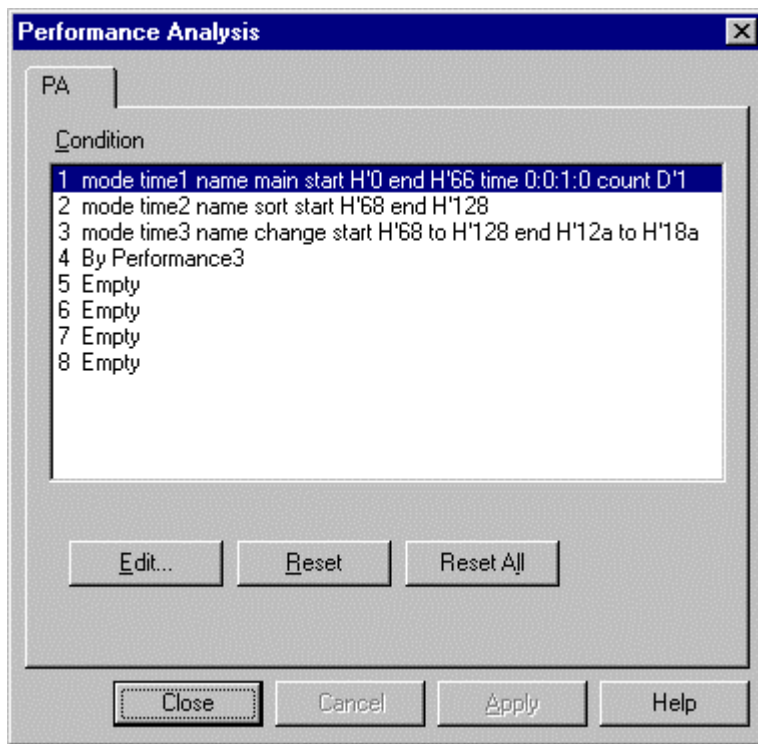 Performance Analysis
PA
Condition
1 mode time1 name main start H'0 end H'66 time 0:0:1:0 count D'1
2 mode time2 name sort start H'68 end H'128
3 mode time3 name change start H'68 to H'128 end H'12a to H'18a
4 By Performance3
5 Empty
6 Empty
7 Empty
8 Empty
Edit... Reset Reset All
Close Cancel Apply Help